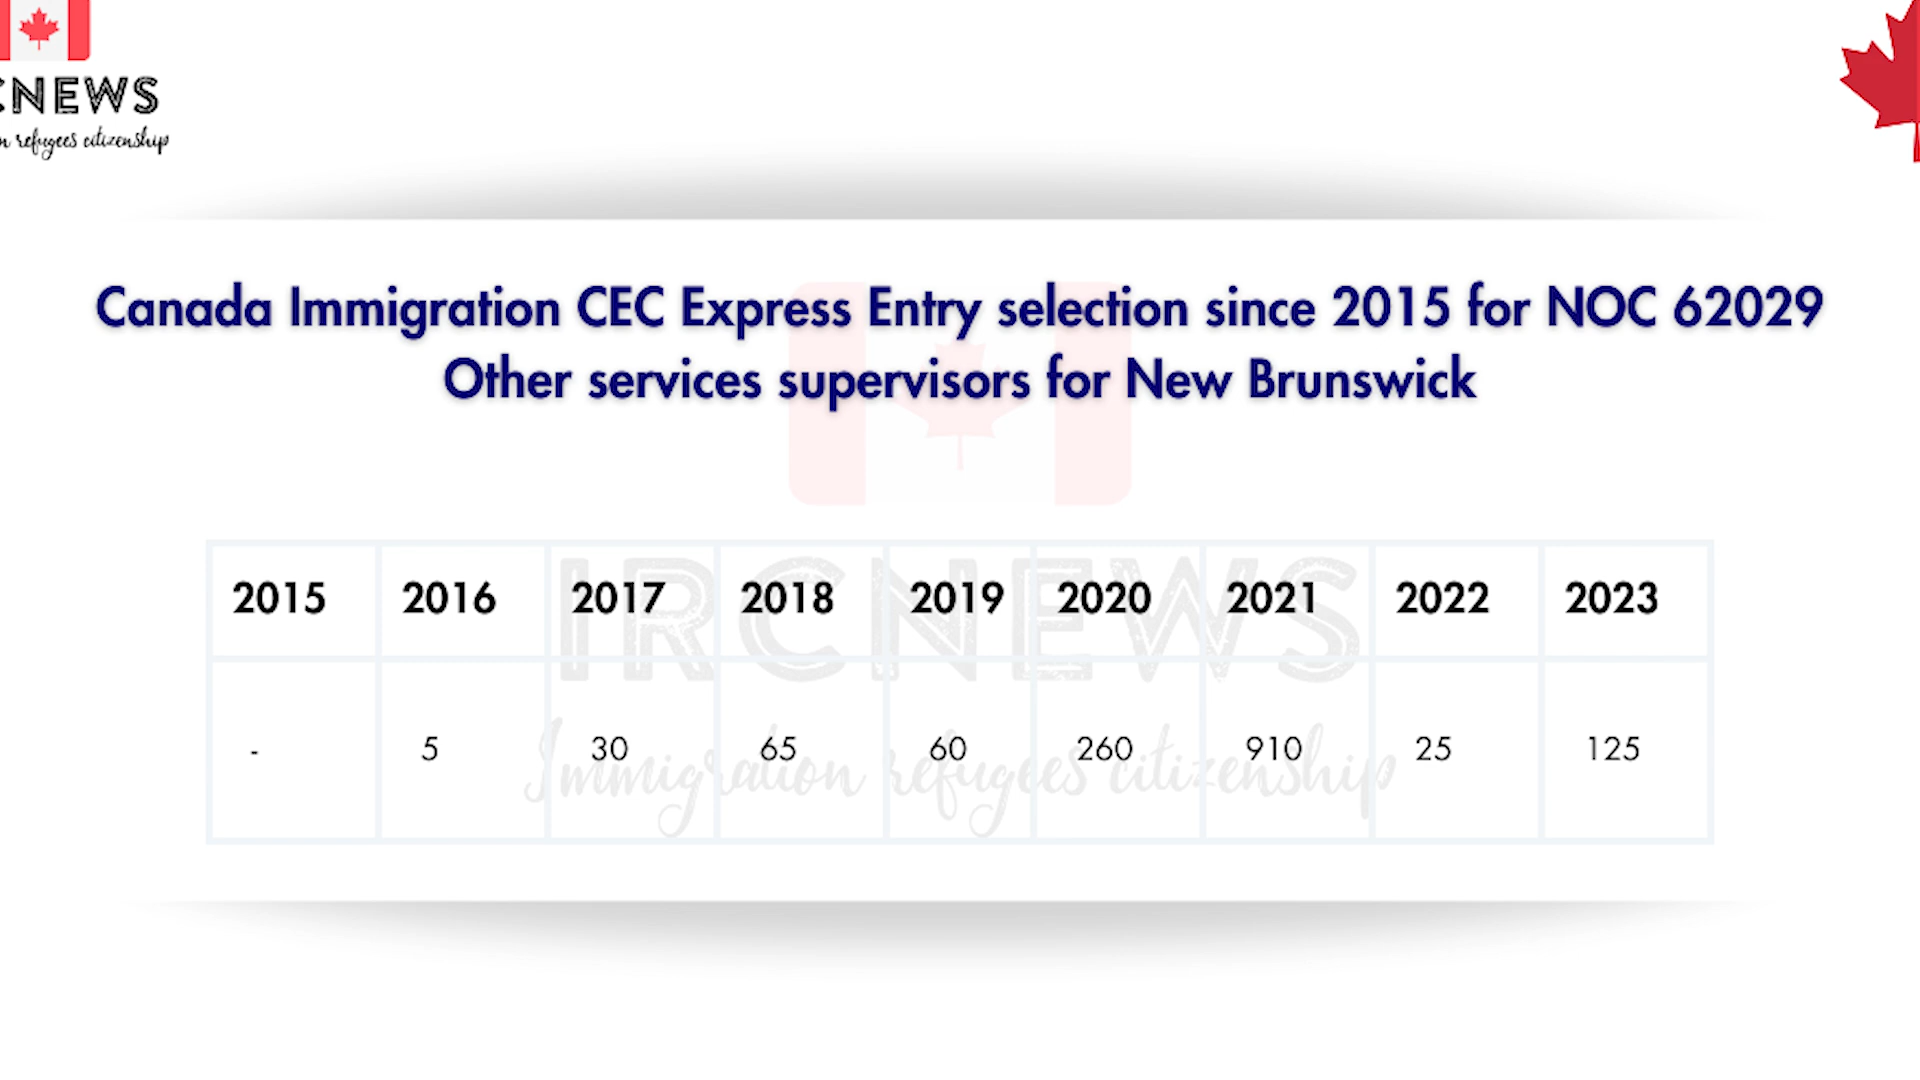 CNEWS
n refugees citizenship
Canada Immigration CEC Express Entry selection since 2015 for NOC 62029
Other services supervisors for New Brunswick
IRCNEWS
Immigration refugees citizenship
2015 2016 2017 2018 2019 2020 2021 2022 2023
- 5 30 65 60 260 910 25 125